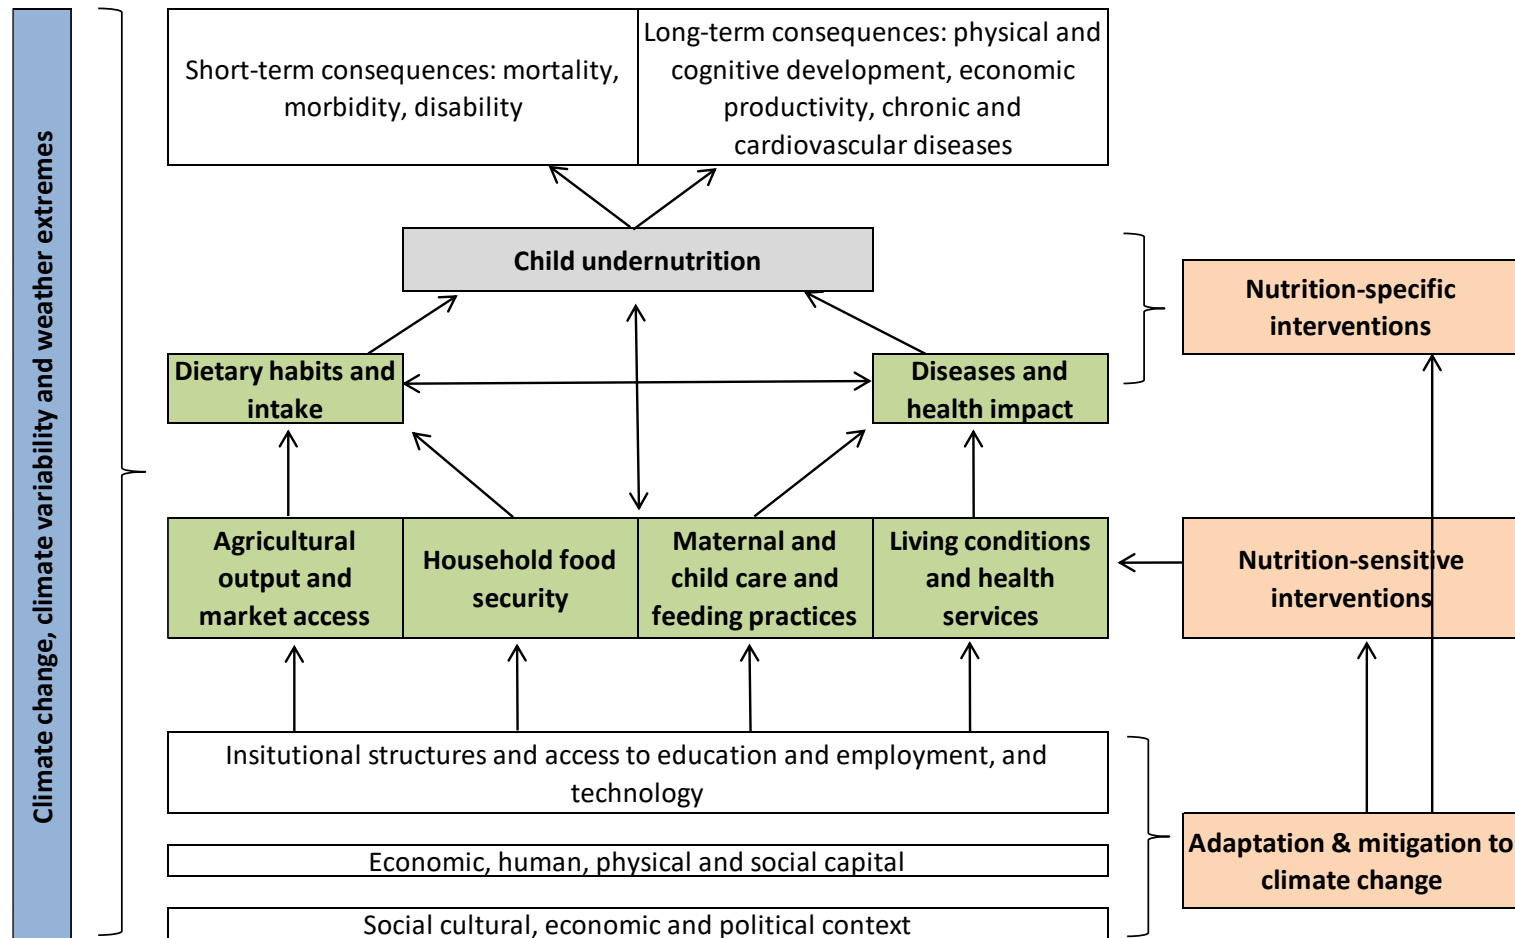 Climate change, climate variability and weather extremes
Short-term consequences: mortality,
morbidity, disability
Long-term consequences: physical and
cognitive development, economic
productivity, chronic and
cardiovascular diseases
Child undernutrition
Nutrition-specific
interventions
Dietary habits and
intake
Diseases and
health impact
Agricultural
output and
market access
Household food
security
Maternal and
child care and
feeding practices
Living conditions
and health
services
Nutrition-sensitive
interventions
Insitutional structures and access to education and employment, and
technology
Economic, human, physical and social capital
Adaptation & mitigation to
climate change
Social cultural, economic and political context